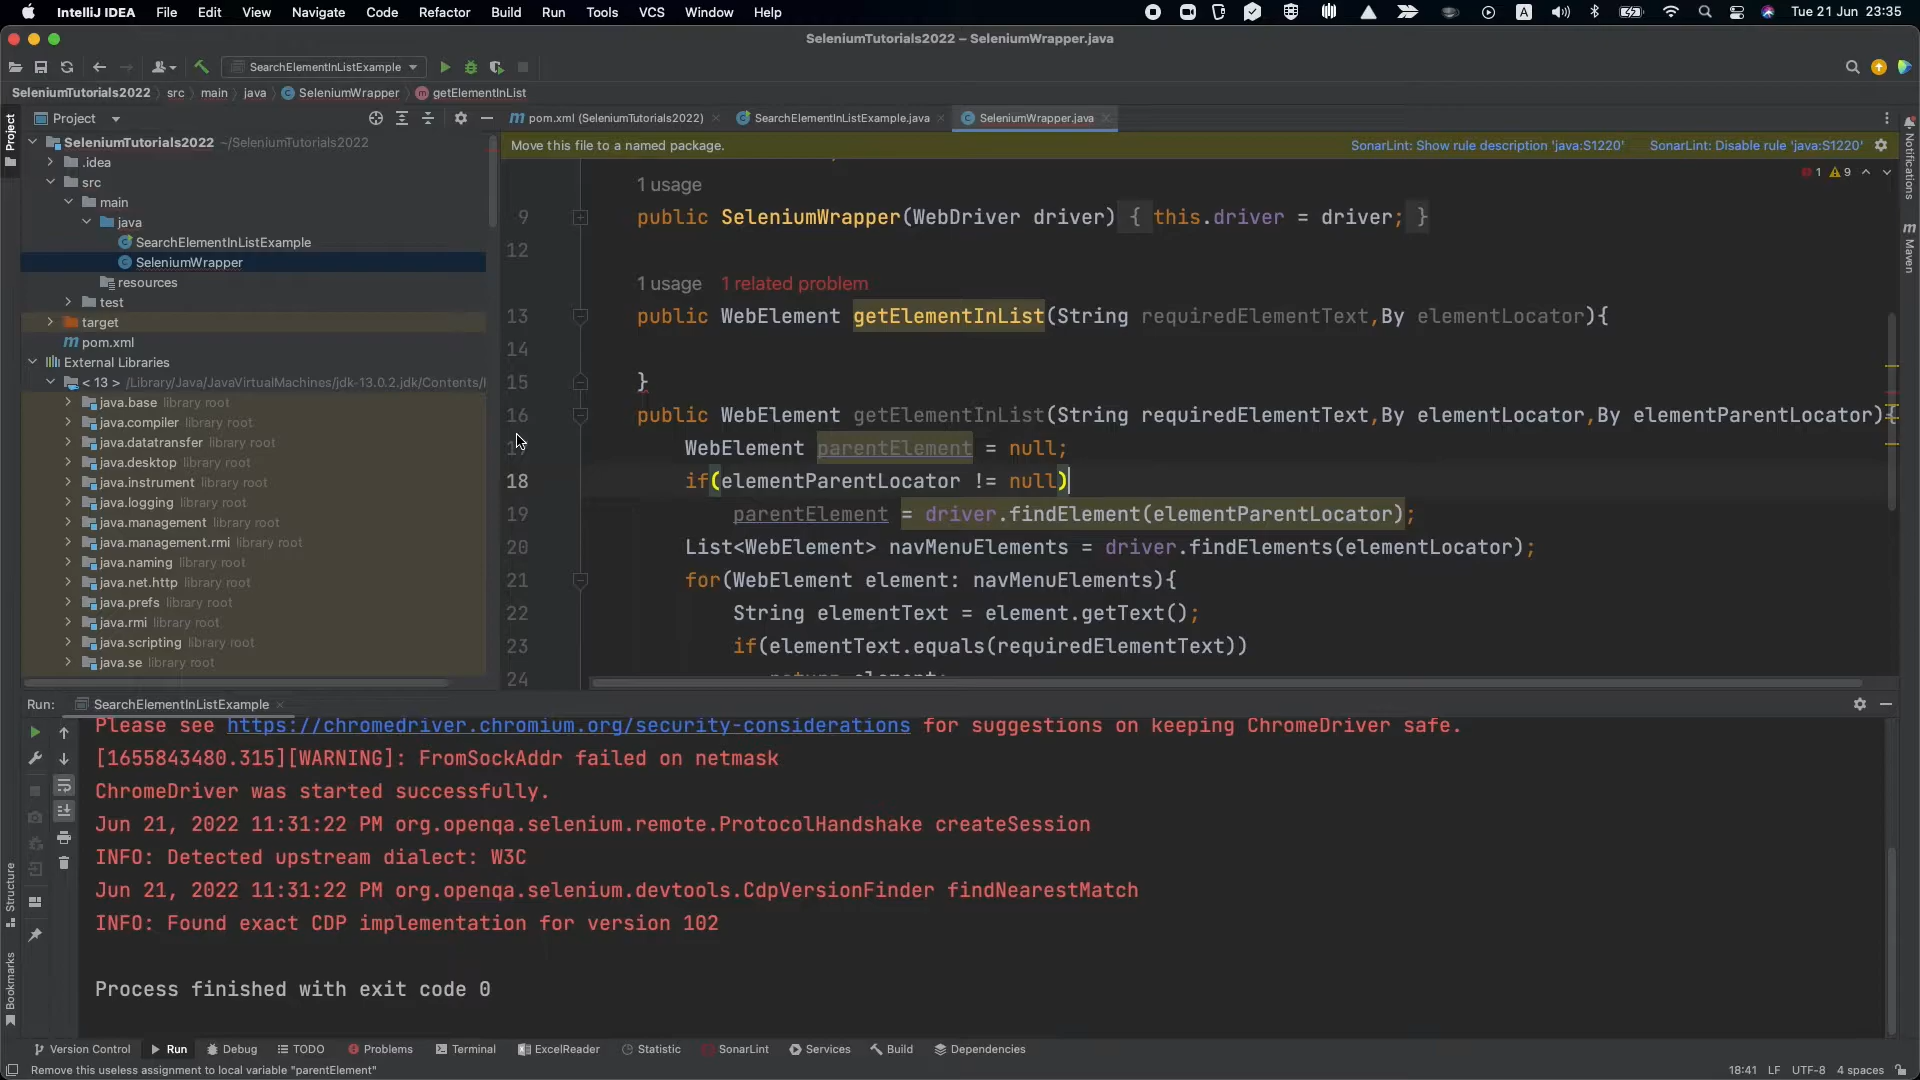 IntelliJ IDEA File Edit View Navigate Code Refactor Build Run Tools VCS Window Help A Tue 21 Jun 23:35
SeleniumTutorials2022 – SeleniumWrapper.java
SearchElementInListExample
SeleniumTutorials2022 src main java SeleniumWrapper getElementInList
Project
pom.xml (SeleniumTutorials2022) SearchElementInListExample.java SeleniumWrapper.java
Move this file to a named package. SonarLint: Show rule description 'java:S1220' SonarLint: Disable rule 'java:S1220'
1 9
Project
SeleniumTutorials2022 ~/SeleniumTutorials2022
.idea
src
main
java
SearchElementInListExample
SeleniumWrapper
resources
test
target
pom.xml
External Libraries
< 13 > /Library/Java/JavaVirtualMachines/jdk-13.0.2.jdk/Contents/
java.base library root
java.compiler library root
java.datatransfer library root
java.desktop library root
java.instrument library root
java.logging library root
java.management library root
java.management.rmi library root
java.naming library root
java.net.http library root
java.prefs library root
java.rmi library root
java.scripting library root
java.se library root
1 usage
9 public SeleniumWrapper(WebDriver driver) { this.driver = driver; }
12
1 usage 1 related problem
13 public WebElement getElementInList(String requiredElementText,By elementLocator){
14
15 }
16 public WebElement getElementInList(String requiredElementText,By elementLocator,By elementParentLocator){
WebElement parentElement = null;
18 if(elementParentLocator != null)
19 parentElement = driver.findElement(elementParentLocator);
20 List<WebElement> navMenuElements = driver.findElements(elementLocator);
21 for(WebElement element: navMenuElements){
22 String elementText = element.getText();
23 if(elementText.equals(requiredElementText))
24 return element;
Notifications
Maven
Run: SearchElementInListExample
Please see https://chromedriver.chromium.org/security-considerations for suggestions on keeping ChromeDriver safe.
[1655843480.315][WARNING]: FromSockAddr failed on netmask
ChromeDriver was started successfully.
Jun 21, 2022 11:31:22 PM org.openqa.selenium.remote.ProtocolHandshake createSession
INFO: Detected upstream dialect: W3C
Jun 21, 2022 11:31:22 PM org.openqa.selenium.devtools.CdpVersionFinder findNearestMatch
INFO: Found exact CDP implementation for version 102
Process finished with exit code 0
Structure
Bookmarks
Version Control Run Debug TODO Problems Terminal ExcelReader Statistic SonarLint Services Build Dependencies
Remove this useless assignment to local variable "parentElement" 18:41 LF UTF-8 4 spaces